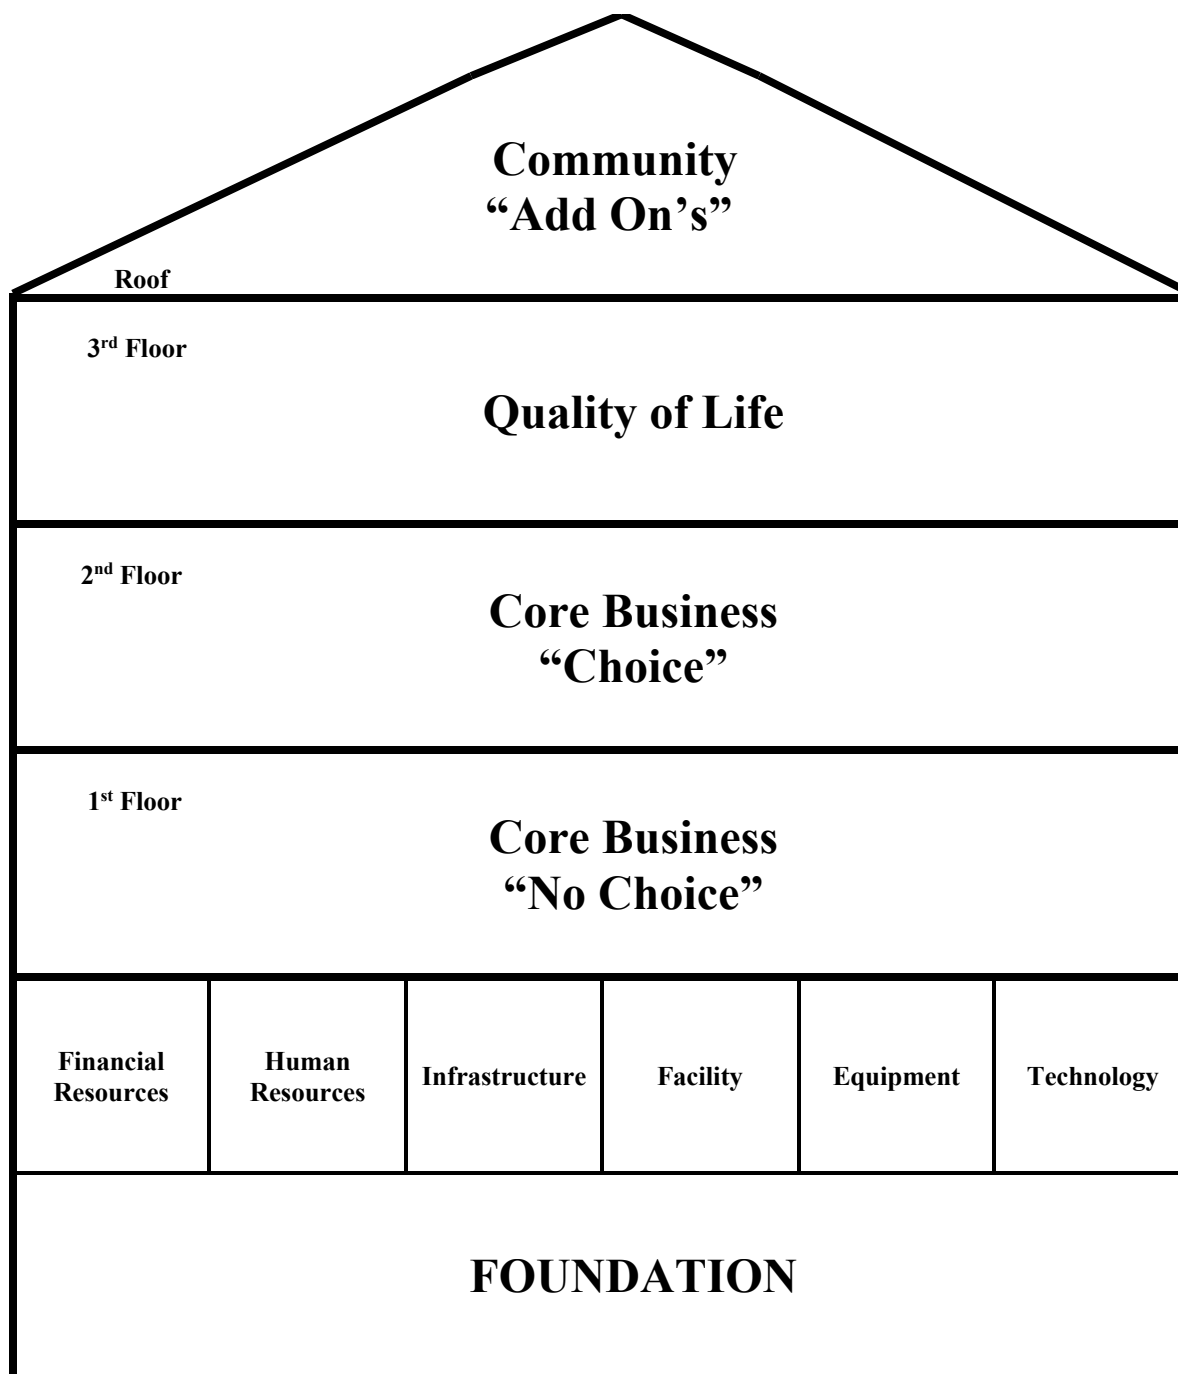 Community
“Add On’s”
Roof
3rd Floor
Quality of Life
2nd Floor
Core Business
“Choice”
1st Floor
Core Business
“No Choice”
Financial
Resources
Human
Resources
Infrastructure
Facility
Equipment
Technology
FOUNDATION